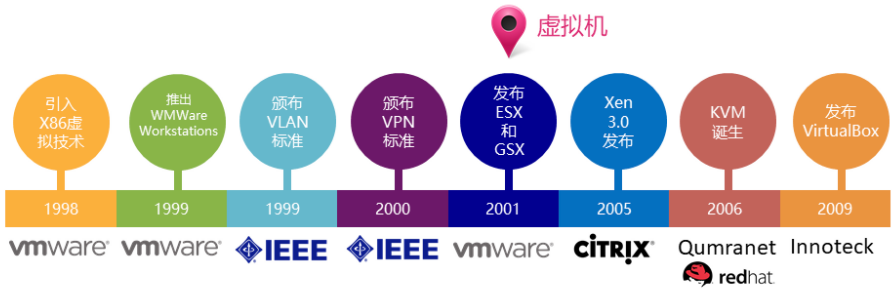 虚拟机
引入
X86虚
拟技术
推出
WMWare
Workstations
颁布
VLAN
标准
颁布
VPN
标准
发布
ESX
和
GSX
Xen
3.0
发布
KVM
诞生
发布
VirtualBox
1998
1999
1999
2000
2001
2005
2006
2009
vmware®
vmware®
IEEE
IEEE
vmware®
CİTRIX®
Qumranet
redhat.
Innoteck